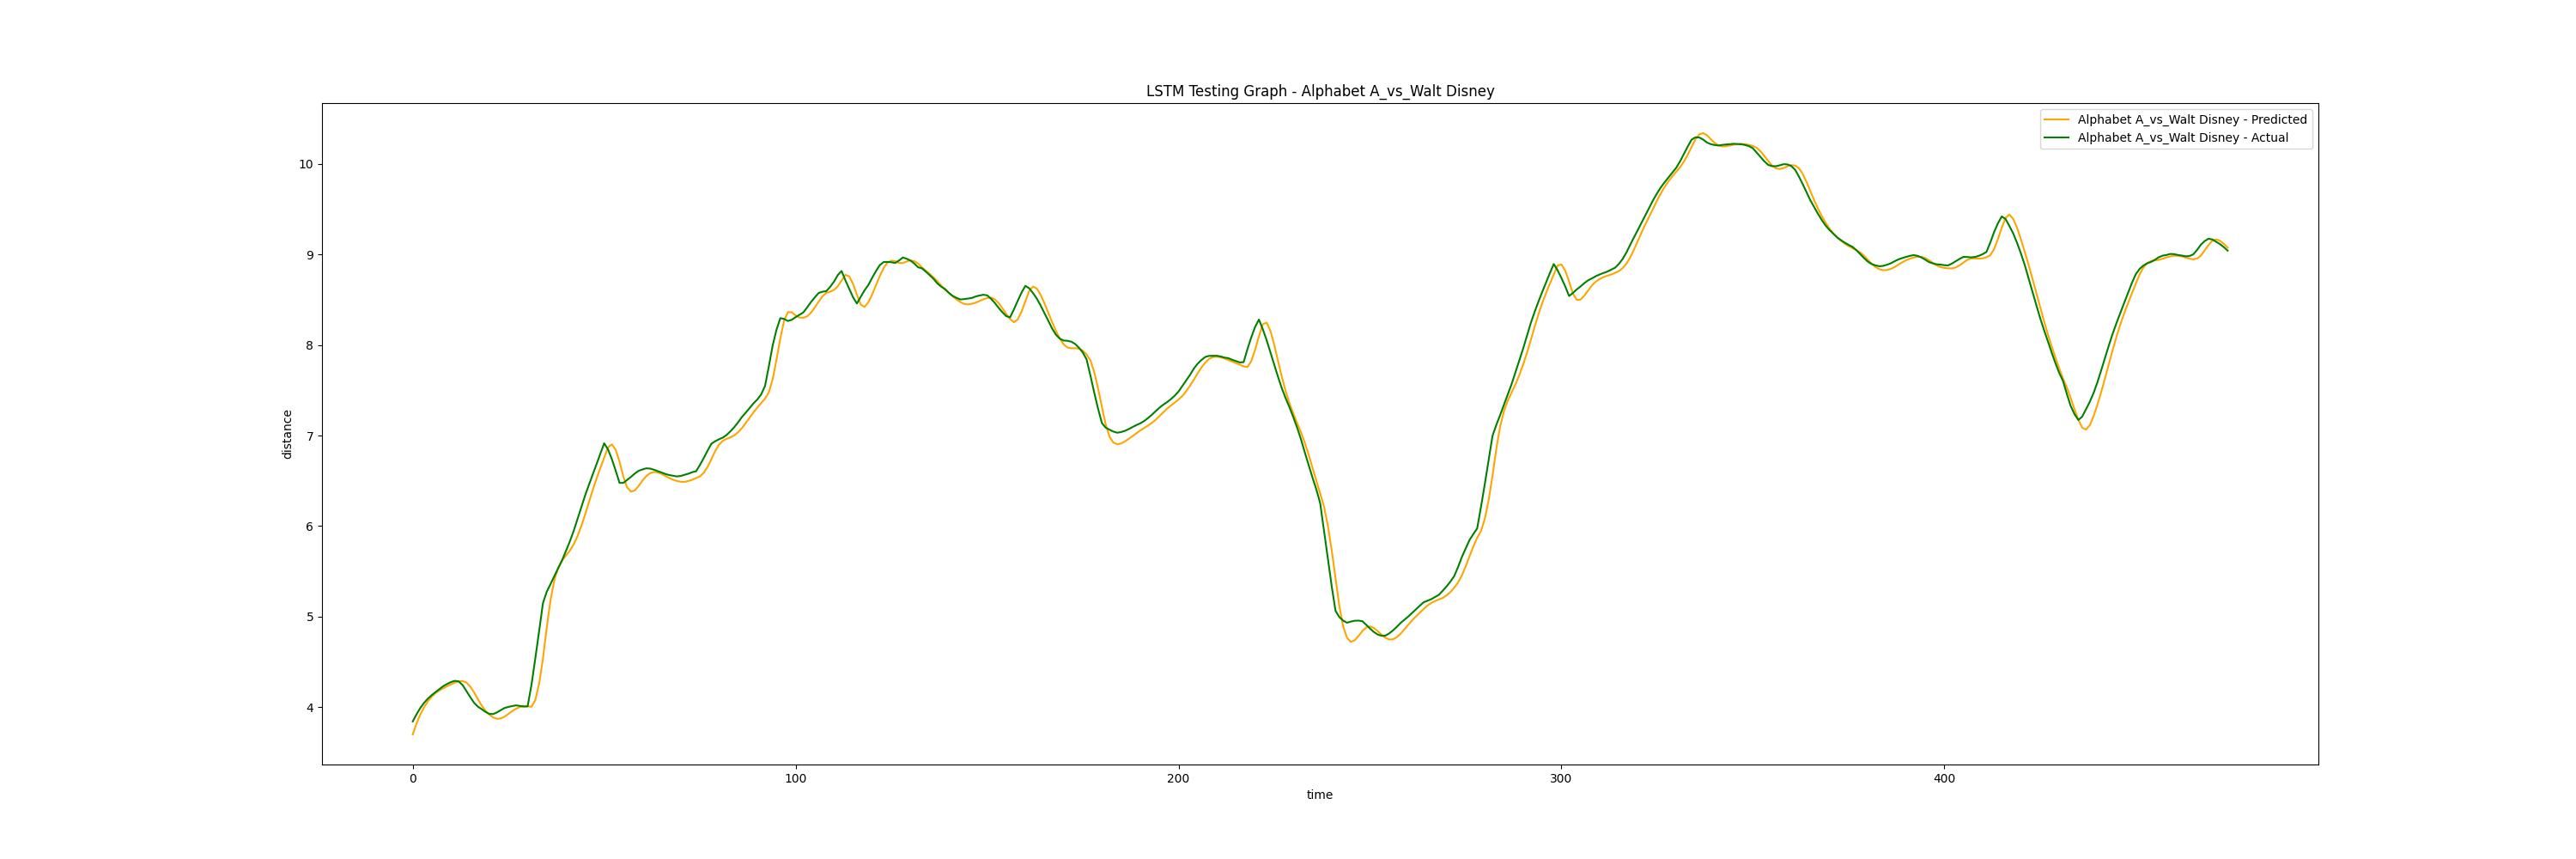 LSTM Testing Graph - Alphabet A_vs_Walt Disney
Alphabet A_vs_Walt Disney - Predicted
Alphabet A_vs_Walt Disney - Actual
distance
10
9
8
7
6
5
4
0
100
200
300
400
time